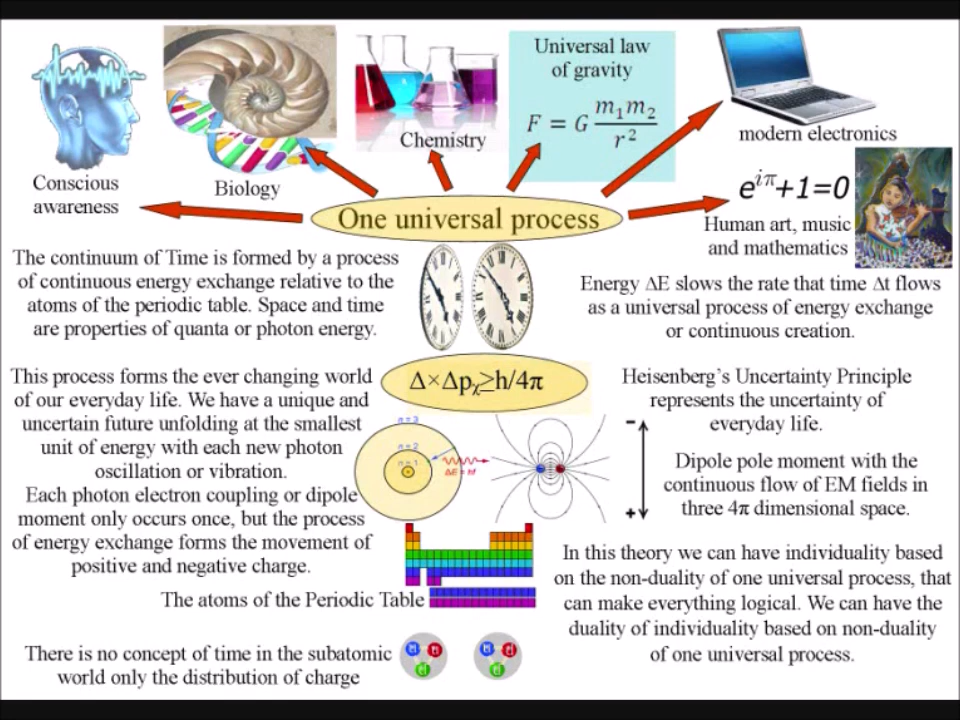 Universal law
of gravity
F = G m₁m₂
r²
Chemistry
modern electronics
Conscious
awareness
Biology
e^iπ+1=0
One universal process
Human art, music
and mathematics
The continuum of Time is formed by a process
of continuous energy exchange relative to the
atoms of the periodic table. Space and time
are properties of quanta or photon energy.
Energy ΔE slows the rate that time Δt flows
as a universal process of energy exchange
or continuous creation.
This process forms the ever changing world
of our everyday life. We have a unique and
uncertain future unfolding at the smallest
unit of energy with each new photon
oscillation or vibration.
Each photon electron coupling or dipole
moment only occurs once, but the process
of energy exchange forms the movement of
positive and negative charge.
Δ×Δpᵪ≥h/4π
Heisenberg's Uncertainty Principle
represents the uncertainty of
everyday life.
n = 3
n = 2
n = 1
ΔE = hf
-
+
Dipole pole moment with the
continuous flow of EM fields in
three 4π dimensional space.
In this theory we can have individuality based
on the non-duality of one universal process, that
can make everything logical. We can have the
duality of individuality based on non-duality
of one universal process.
The atoms of the Periodic Table
There is no concept of time in the subatomic
world only the distribution of charge